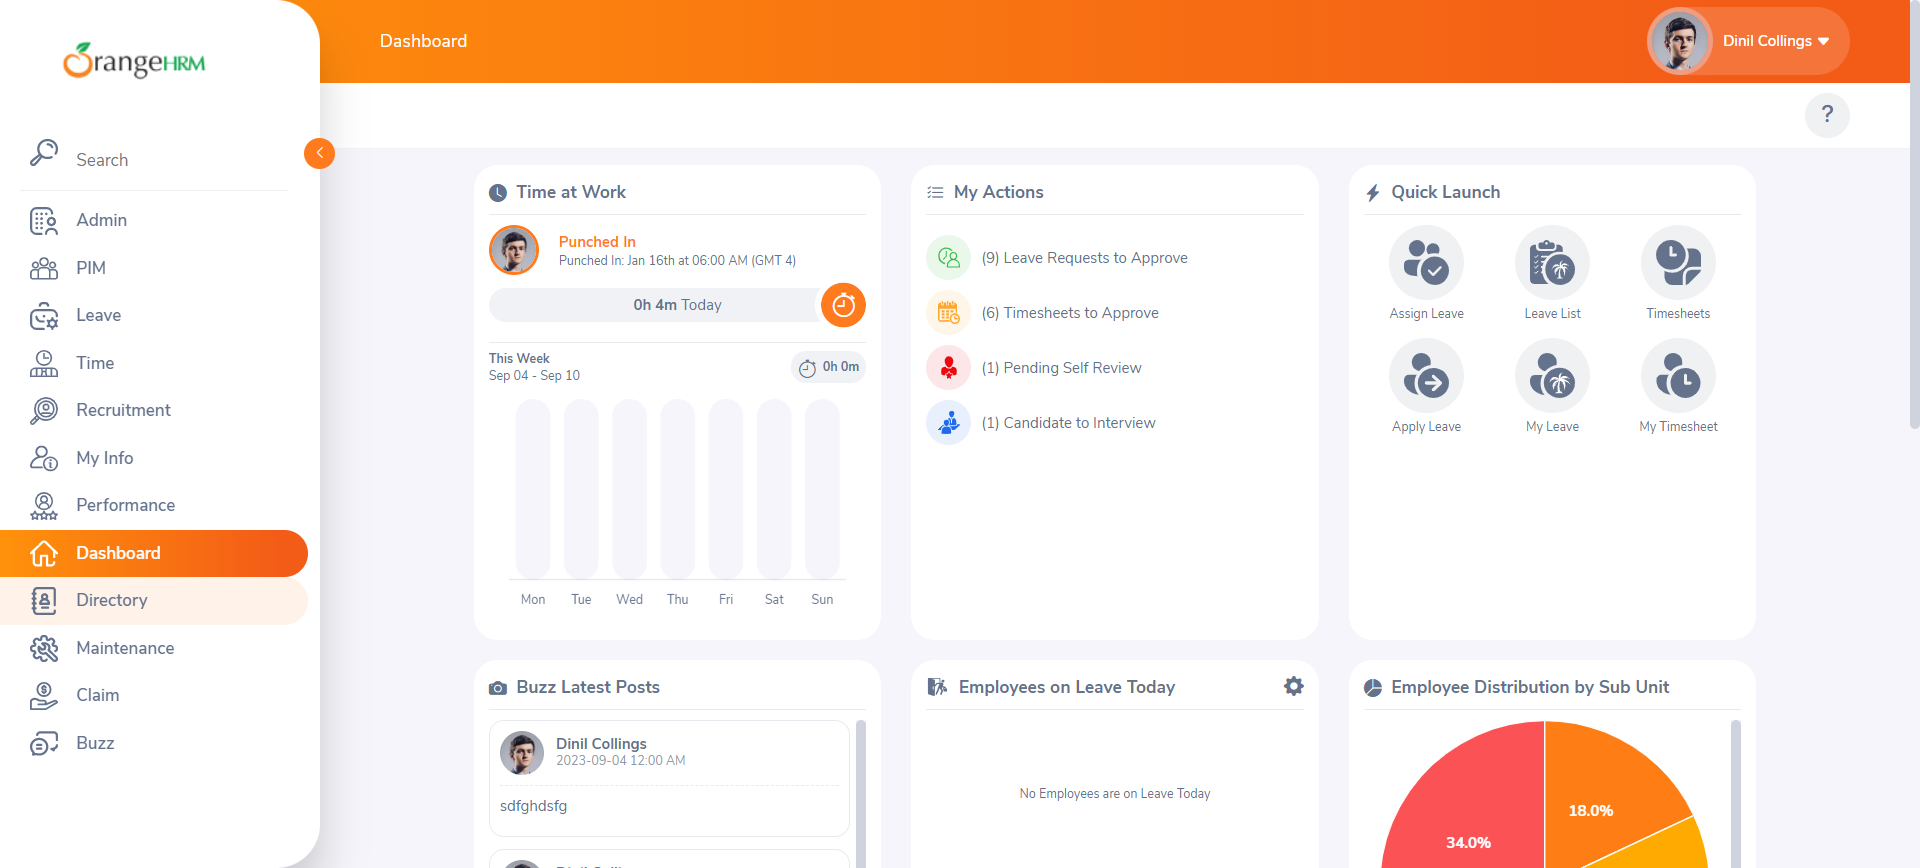 OrangeHRM
Search
Admin
PIM
Leave
Time
Recruitment
My Info
Performance
Dashboard
Directory
Maintenance
Claim
Buzz
Dashboard
Dinil Collings
?
Time at Work
Punched In
Punched In: Jan 16th at 06:00 AM (GMT 4)
0h 4m Today
This Week
Sep 04 - Sep 10
0h 0m
Mon Tue Wed Thu Fri Sat Sun
My Actions
(9) Leave Requests to Approve
(6) Timesheets to Approve
(1) Pending Self Review
(1) Candidate to Interview
Quick Launch
Assign Leave
Leave List
Timesheets
Apply Leave
My Leave
My Timesheet
Buzz Latest Posts
Dinil Collings
2023-09-04 12:00 AM
sdfghdsfg
Employees on Leave Today
No Employees are on Leave Today
Employee Distribution by Sub Unit
18.0%
34.0%